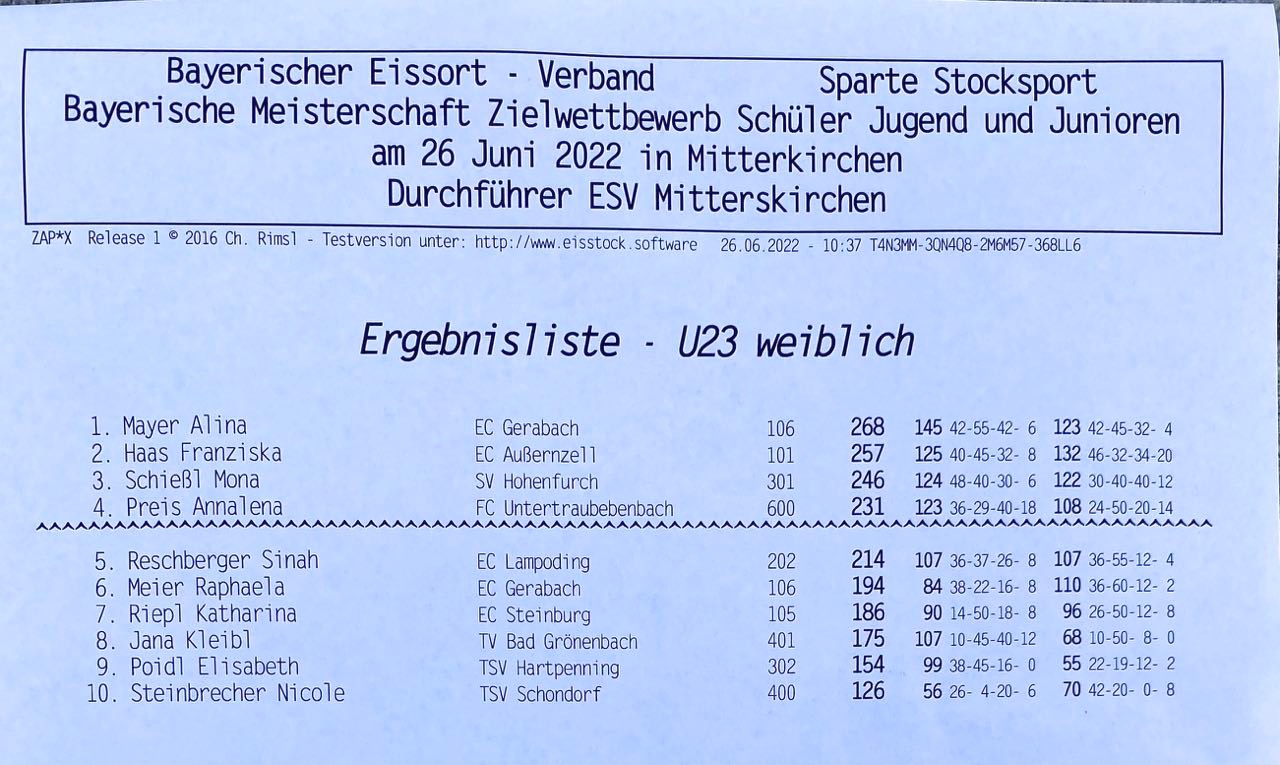 Bayerischer Eissort - Verband Sparte Stocksport
Bayerische Meisterschaft Zielwettbewerb Schüler Jugend und Junioren
am 26 Juni 2022 in Mitterkirchen
Durchführer ESV Mitterskirchen
ZAP*X Release 1 © 2016 Ch. Rimsl - Testversion unter: http://www.eisstock.software 26.06.2022 - 10:37 T4N3MM-3QN4Q8-2M6M57-368LL6
Ergebnisliste - U23 weiblich
1. Mayer Alina EC Gerabach 106 268 145 42-55-42- 6 123 42-45-32- 4
2. Haas Franziska EC Außernzell 101 257 125 40-45-32- 8 132 46-32-34-20
3. Schießl Mona SV Hohenfurch 301 246 124 48-40-30- 6 122 30-40-40-12
4. Preis Annalena FC Untertraubebenbach 600 231 123 36-29-40-18 108 24-50-20-14
5. Reschberger Sinah EC Lampoding 202 214 107 36-37-26- 8 107 36-55-12- 4
6. Meier Raphaela EC Gerabach 106 194 84 38-22-16- 8 110 36-60-12- 2
7. Riepl Katharina EC Steinburg 105 186 90 14-50-18- 8 96 26-50-12- 8
8. Jana Kleibl TV Bad Grönenbach 401 175 107 10-45-40-12 68 10-50- 8- 0
9. Poidl Elisabeth TSV Hartpenning 302 154 99 38-45-16- 0 55 22-19-12- 2
10. Steinbrecher Nicole TSV Schondorf 400 126 56 26- 4-20- 6 70 42-20- 0- 8